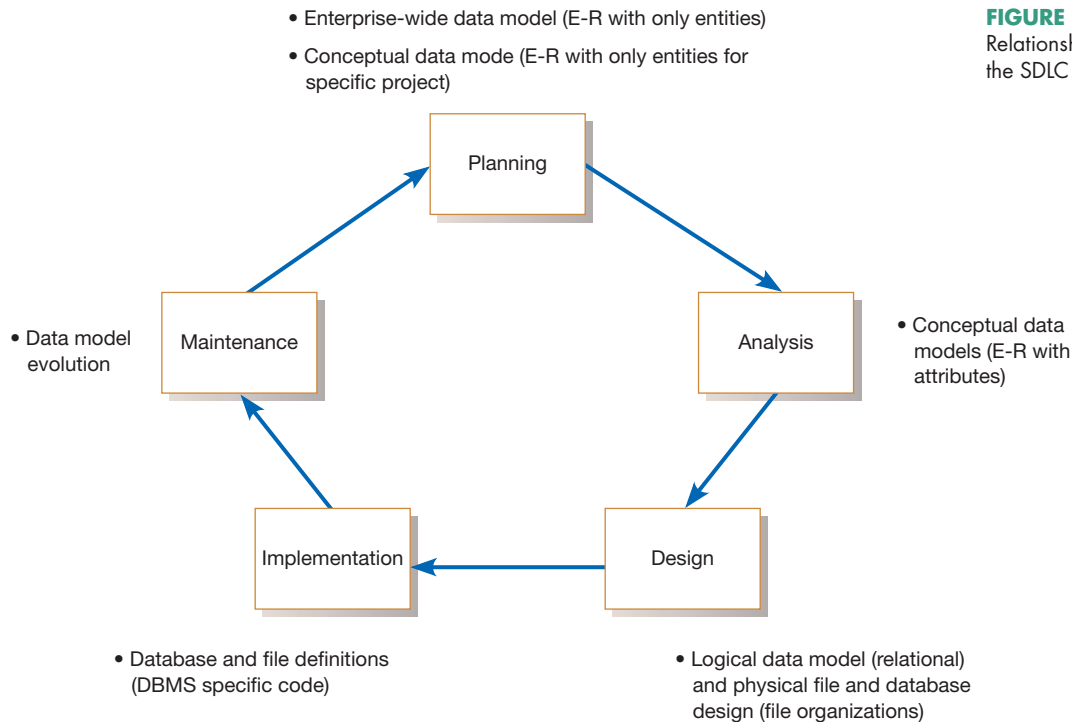 • Enterprise-wide data model (E-R with only entities)
• Conceptual data mode (E-R with only entities for
specific project)
FIGURE
Relationsh
the SDLC
Planning
• Data model
evolution
Maintenance
Analysis
• Conceptual data
models (E-R with
attributes)
Implementation
Design
• Database and file definitions
(DBMS specific code)
• Logical data model (relational)
and physical file and database
design (file organizations)